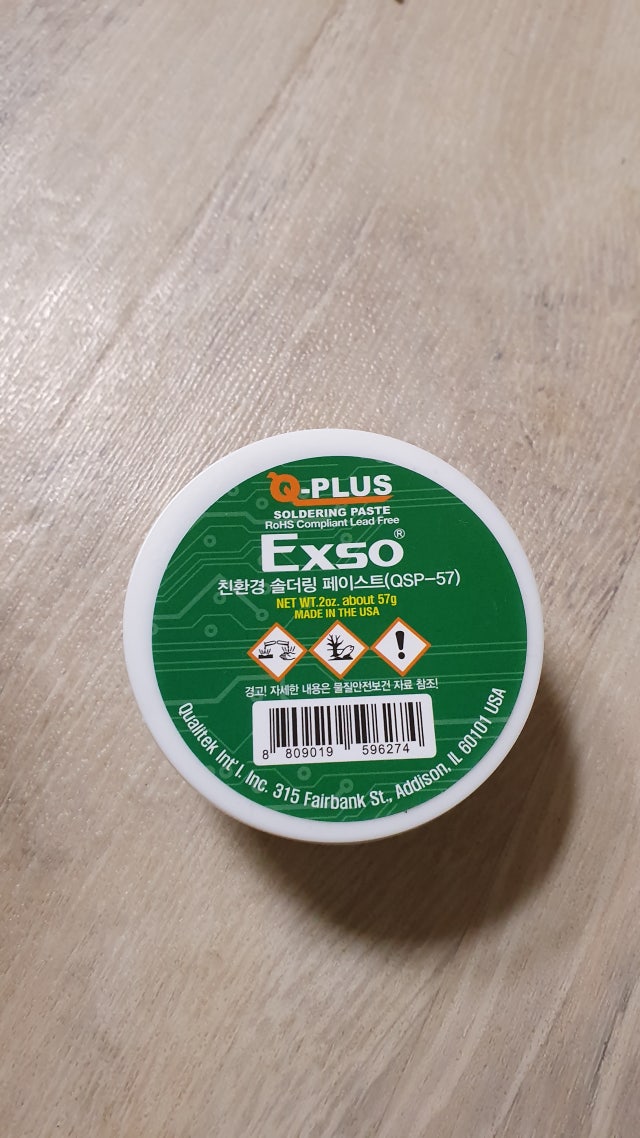 Q-PLUS
SOLDERING PASTE
RoHS Compliant Lead Free
Exso®
친환경 솔더링 페이스트(QSP-57)
NET WT.2oz. about 57g
MADE IN THE USA
경고! 자세한 내용은 물질안전보건 자료 참조!
8 809019 596274
Qualitek Int'l. Inc. 315 Fairbank St., Addison, IL 60101 USA